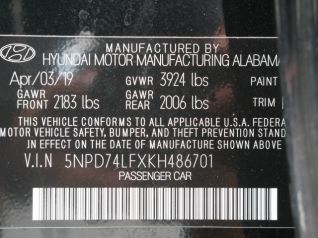 MANUFACTURED BY
HYUNDAI MOTOR MANUFACTURING ALABAMA
Apr/03/19 GVWR 3924 lbs PAINT
GAWR FRONT 2183 lbs GAWR REAR 2006 lbs TRIM
THIS VEHICLE CONFORMS TO ALL APPLICABLE U.S.A. FEDERAL
MOTOR VEHICLE SAFETY, BUMPER, AND THEFT PREVENTION
IN EFFECT ON THE DATE OF MANUFACTURE SHOWN ABOVE.
V.I.N 5NPD74LFXKH486701
PASSENGER CAR